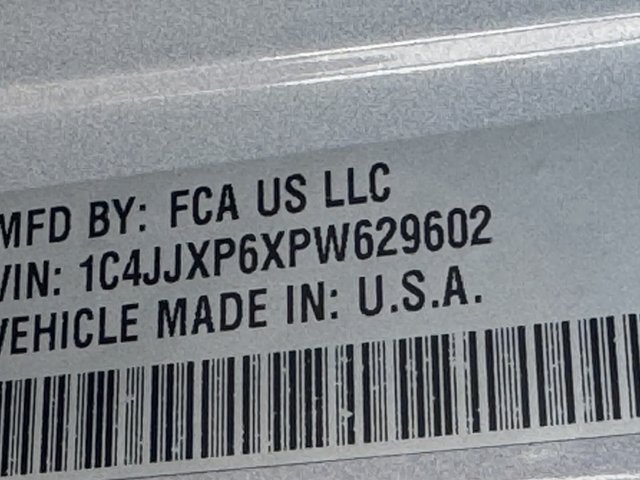 MFD BY: FCA US LLC
VIN: 1C4JJXP6XPW629602
VEHICLE MADE IN: U.S.A.